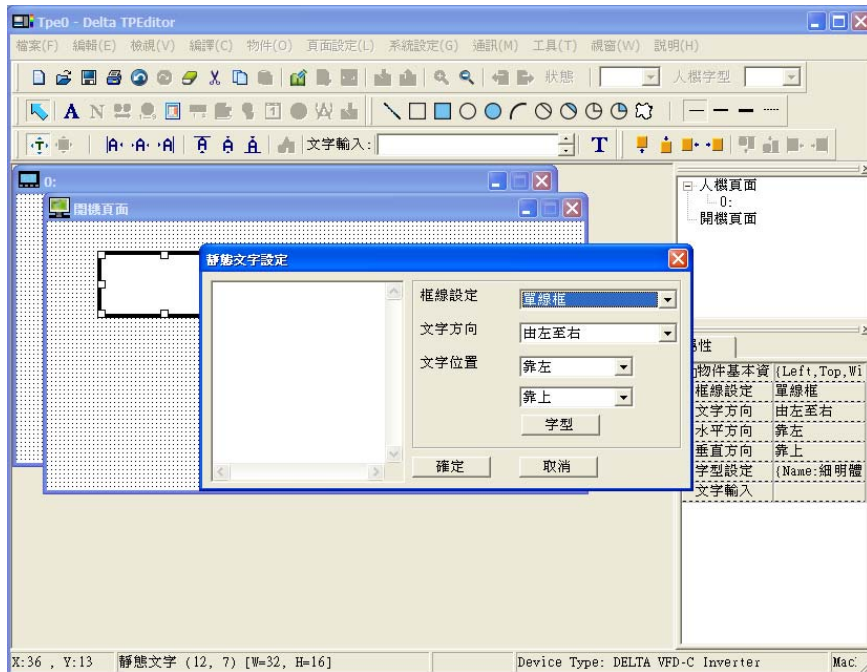 Tpe0 - Delta TPEditor
檔案(F) 編輯(E) 檢視(V) 編譯(C) 物件(O) 頁面設定(L) 系統設定(G) 通訊(M) 工具(T) 視窗(W) 說明(H)
狀態 人機字型
文字輸入:
0:
開機頁面
人機頁面
0:
開機頁面
靜態文字設定
框線設定 單線框
文字方向 由左至右
文字位置 靠左
靠上
字型
確定 取消
性
物件基本資 {Left,Top,Wi
框線設定 單線框
文字方向 由左至右
水平方向 靠左
垂直方向 靠上
字型設定 {Name:細明體
文字輸入
X:36 , Y:13 靜態文字 (12, 7) [W=32, H=16] Device Type: DELTA VFD-C Inverter Mac